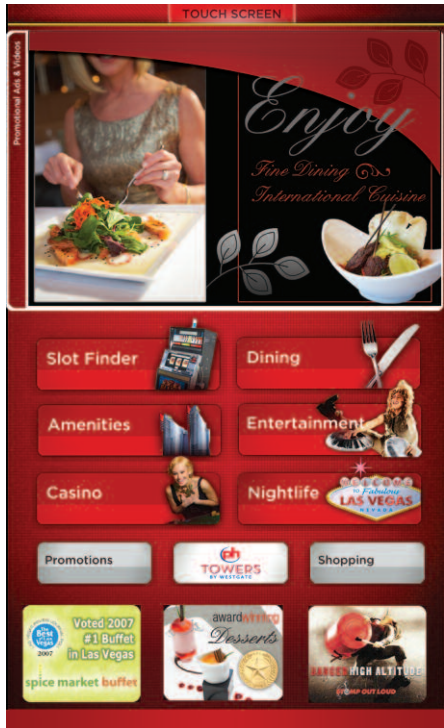 TOUCH SCREEN
Promotional Ads & Videos
Enjoy
Fine Dining
International Cuisine
Slot Finder
Dining
Amenities
Entertainment
Casino
Nightlife
WELCOME
TO Fabulous
LAS VEGAS
NEVADA
Promotions
ph
TOWERS
BY WESTGATE
Shopping
The
Best
of Las
Vegas
2007
Voted 2007
#1 Buffet
in Las Vegas
spice market buffet
awardwinning
Desserts
HIGH ALTITUDE
STOMP OUT LOUD